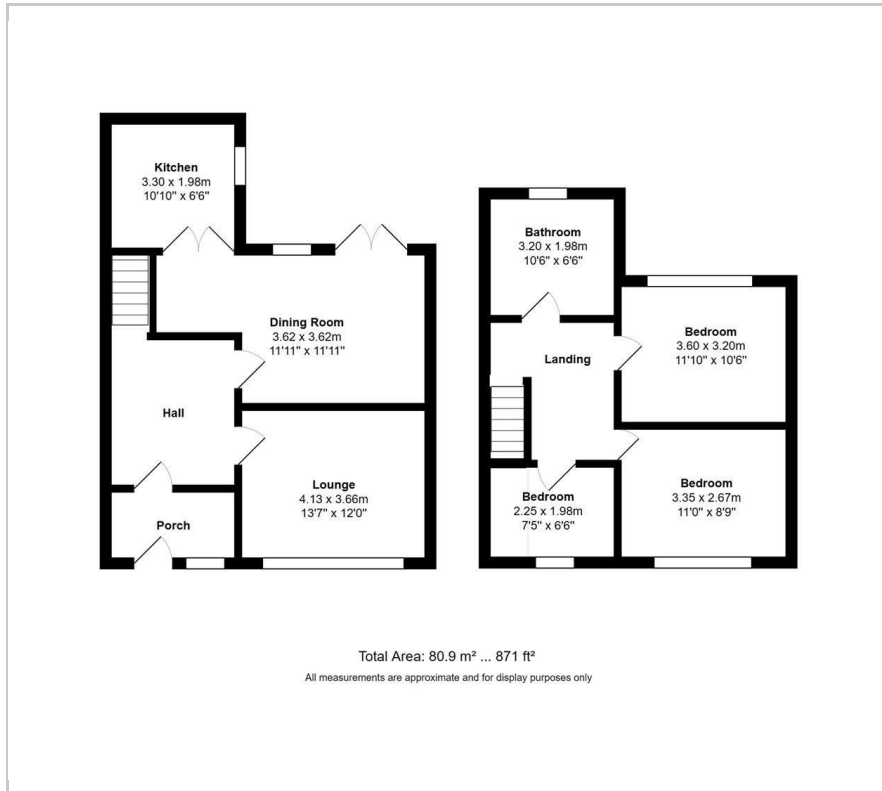 Kitchen
3.30 x 1.98m
10'10" x 6'6"
Dining Room
3.62 x 3.62m
11'11" x 11'11"
Hall
Lounge
4.13 x 3.66m
13'7" x 12'0"
Porch
Bathroom
3.20 x 1.98m
10'6" x 6'6"
Bedroom
3.60 x 3.20m
11'10" x 10'6"
Landing
Bedroom
2.25 x 1.98m
7'5" x 6'6"
Bedroom
3.35 x 2.67m
11'0" x 8'9"
Total Area: 80.9 m² ... 871 ft²
All measurements are approximate and for display purposes only